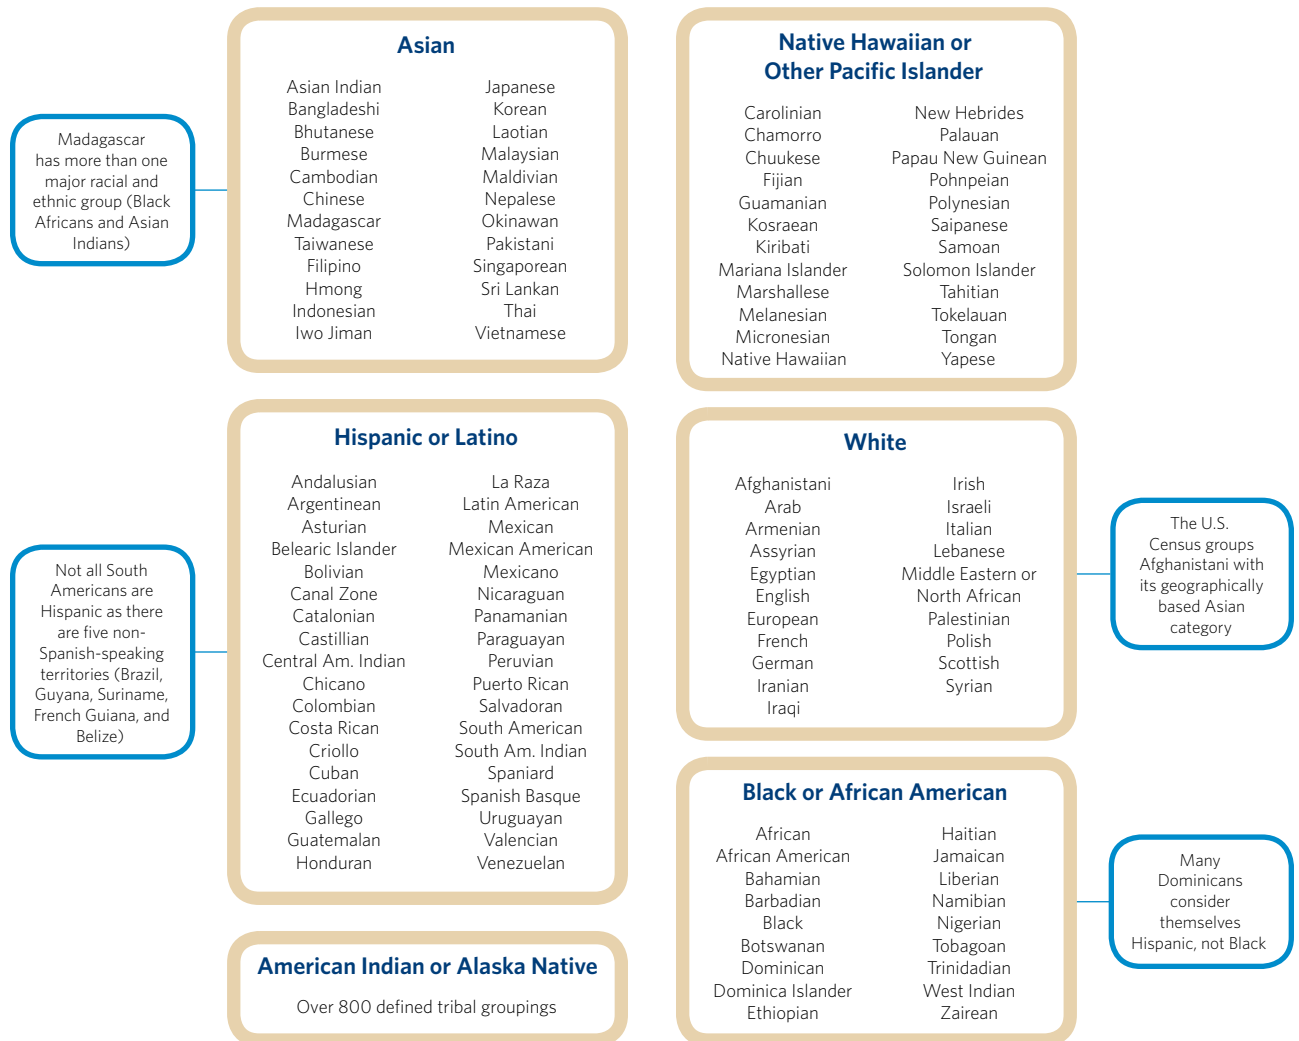 Asian
Asian Indian
Bangladeshi
Bhutanese
Burmese
Cambodian
Chinese
Madagascar
Taiwanese
Filipino
Hmong
Indonesian
Iwo Jiman
Japanese
Korean
Laotian
Malaysian
Maldivian
Nepalese
Okinawan
Pakistani
Singaporean
Sri Lankan
Thai
Vietnamese
Madagascar
has more than one
major racial and
ethnic group (Black
Africans and Asian
Indians)
Native Hawaiian or
Other Pacific Islander
Carolinian
Chamorro
Chuukese
Fijian
Guamanian
Kosraean
Kiribati
Mariana Islander
Marshallese
Melanesian
Micronesian
Native Hawaiian
New Hebrides
Palauan
Papau New Guinean
Pohnpeian
Polynesian
Saipanese
Samoan
Solomon Islander
Tahitian
Tokelauan
Tongan
Yapese
Hispanic or Latino
Andalusian
Argentinean
Asturian
Belearic Islander
Bolivian
Canal Zone
Catalonian
Castillian
Central Am. Indian
Chicano
Colombian
Costa Rican
Criollo
Cuban
Ecuadorian
Gallego
Guatemalan
Honduran
La Raza
Latin American
Mexican
Mexican American
Mexicano
Nicaraguan
Panamanian
Paraguayan
Peruvian
Puerto Rican
Salvadoran
South American
South Am. Indian
Spaniard
Spanish Basque
Uruguayan
Valencian
Venezuelan
Not all South
Americans are
Hispanic as there
are five non-
Spanish-speaking
territories (Brazil,
Guyana, Suriname,
French Guiana, and
Belize)
White
Afghanistani
Arab
Armenian
Assyrian
Egyptian
English
European
French
German
Iranian
Iraqi
Irish
Israeli
Italian
Lebanese
Middle Eastern or
North African
Palestinian
Polish
Scottish
Syrian
The U.S.
Census groups
Afghanistani with
its geographically
based Asian
category
Black or African American
African
African American
Bahamian
Barbadian
Black
Botswanan
Dominican
Dominica Islander
Ethiopian
Haitian
Jamaican
Liberian
Namibian
Nigerian
Tobagoan
Trinidadian
West Indian
Zairean
Many
Dominicans
consider
themselves
Hispanic, not Black
American Indian or Alaska Native
Over 800 defined tribal groupings